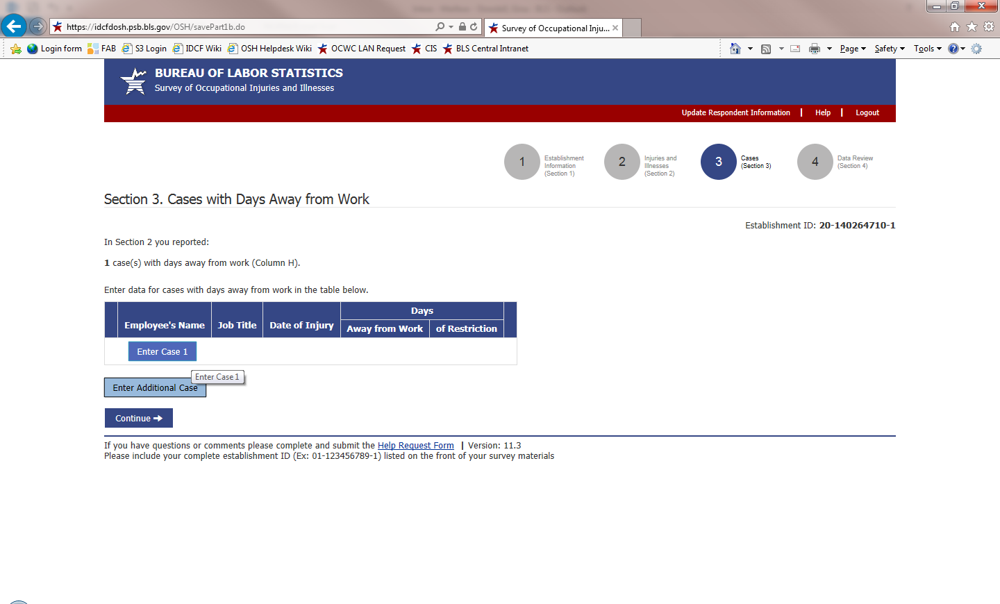 https://idcfdosh.psb.bls.gov/OSH/savePart1b.do
Survey of Occupational Inju...
Login form FAB S3 Login IDCF Wiki OSH Helpdesk Wiki OCWC LAN Request CIS BLS Central Intranet
Page Safety Tools
BUREAU OF LABOR STATISTICS
Survey of Occupational Injuries and Illnesses
Update Respondent Information | Help | Logout
1 Establishment Information (Section 1)
2 Injuries and Illnesses (Section 2)
3 Cases (Section 3)
4 Data Review (Section 4)
Section 3. Cases with Days Away from Work
Establishment ID: 20-140264710-1
In Section 2 you reported:
1 case(s) with days away from work (Column H).
Enter data for cases with days away from work in the table below.
Days
Employee's Name Job Title Date of Injury Away from Work of Restriction
Enter Case 1
Enter Case 1
Enter Additional Case
Continue
If you have questions or comments please complete and submit the Help Request Form | Version: 11.3
Please include your complete establishment ID (Ex: 01-123456789-1) listed on the front of your survey materials